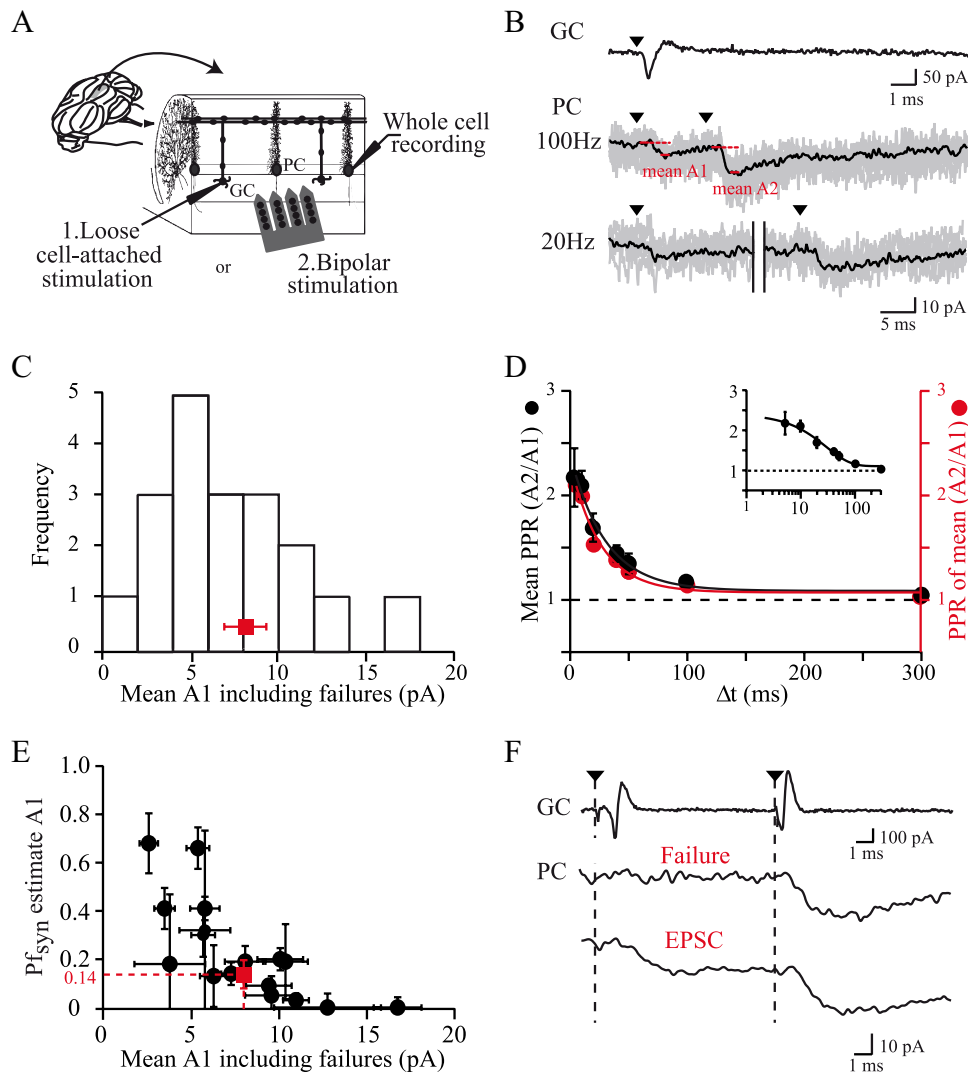 A
Whole cell
recording
PC
GC
1.Loose
cell-attached
stimulation
or
2.Bipolar
stimulation
B
GC
50 pA
1 ms
PC
100Hz
mean A1
mean A2
20Hz
10 pA
5 ms
C
5
4
3
2
1
0
Frequency
0
5
10
15
20
Mean A1 including failures (pA)
D
3
2
1
Mean PPR (A2/A1)
3
2
1
1
10
100
3
2
1
PPR of mean (A2/A1)
0
100
200
300
Δt (ms)
E
1.0
0.8
0.6
0.4
0.2
0.14
0
Pfsyn estimate A1
0
5
10
15
20
Mean A1 including failures (pA)
F
GC
100 pA
1 ms
Failure
PC
EPSC
10 pA
1 ms